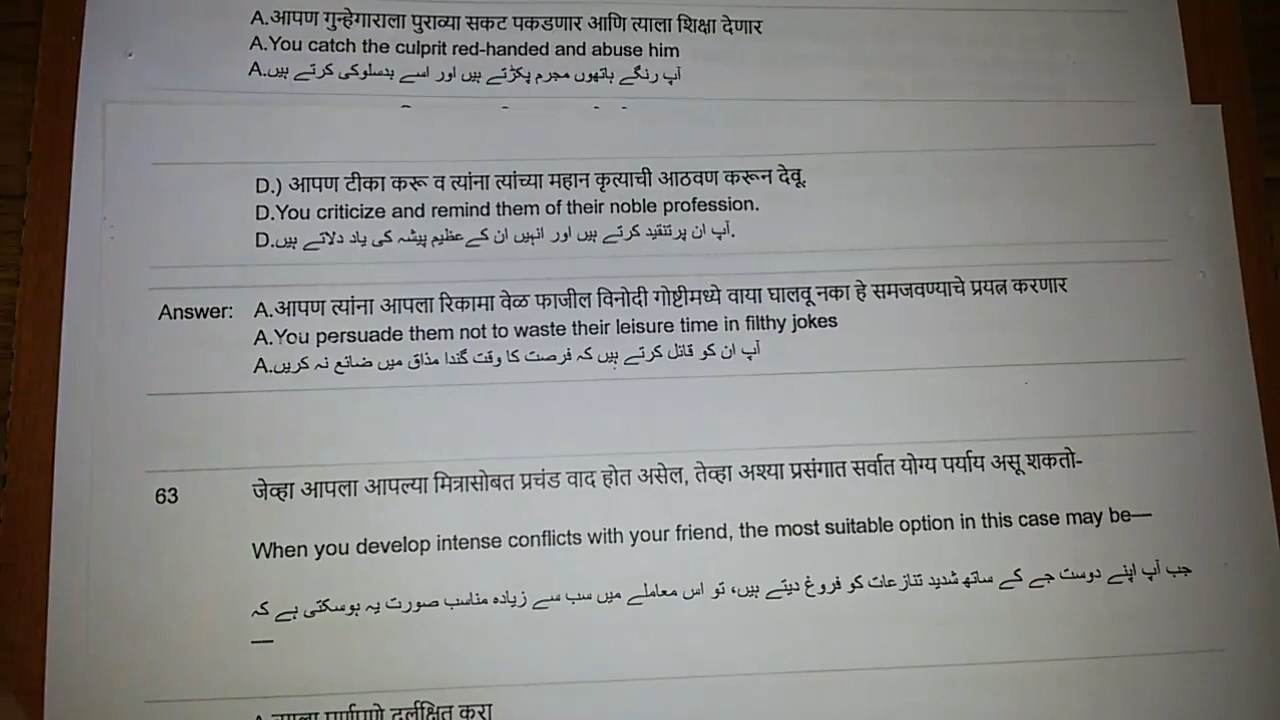 A.आपण गुन्हेगाराला पुराव्या सकट पकडणार आणि त्याला शिक्षा देणार
A.You catch the culprit red-handed and abuse him
A.آپ رنگے ہاتھوں مجرم پکڑتے ہیں اور اسے بدسلوکی کرتے ہیں
D.) आपण टीका करू व त्यांना त्यांच्या महान कृत्याची आठवण करून देवू.
D.You criticize and remind them of their noble profession.
D.آپ ان پر تنقید کرتے ہیں اور انہیں ان کے عظیم پیشہ کی یاد دلاتے ہیں.
Answer: A.आपण त्यांना आपला रिकामा वेळ फाजील विनोदी गोष्टीमध्ये वाया घालवू नका हे समजवण्याचे प्रयत्न करणार
A.You persuade them not to waste their leisure time in filthy jokes
A.آپ ان کو قائل کرتے ہیں کہ فرصت کا وقت گندا مذاق میں ضائع نہ کریں
63 जेव्हा आपला आपल्या मित्रासोबत प्रचंड वाद होत असेल, तेव्हा अश्या प्रसंगात सर्वात योग्य पर्याय असू शकतो-
When you develop intense conflicts with your friend, the most suitable option in this case may be—
جب آپ اپنے دوست جے کے ساتھ شدید تنازعات کو فروغ دیتے ہیں، تو اس معاملے میں سب سے زیادہ مناسب صورت یہ ہوسکتی ہے کہ
—